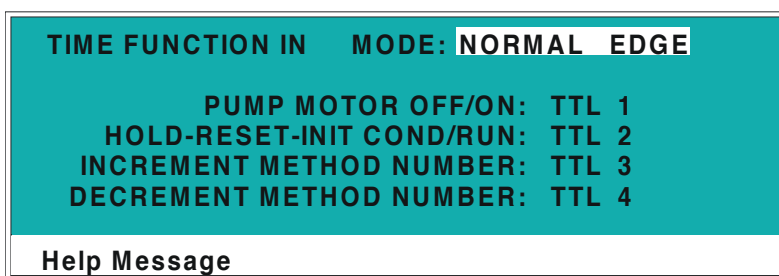 TIME FUNCTION IN MODE: NORMAL EDGE
PUMP MOTOR OFF/ON: TTL 1
HOLD-RESET-INIT COND/RUN: TTL 2
INCREMENT METHOD NUMBER: TTL 3
DECREMENT METHOD NUMBER: TTL 4
Help Message